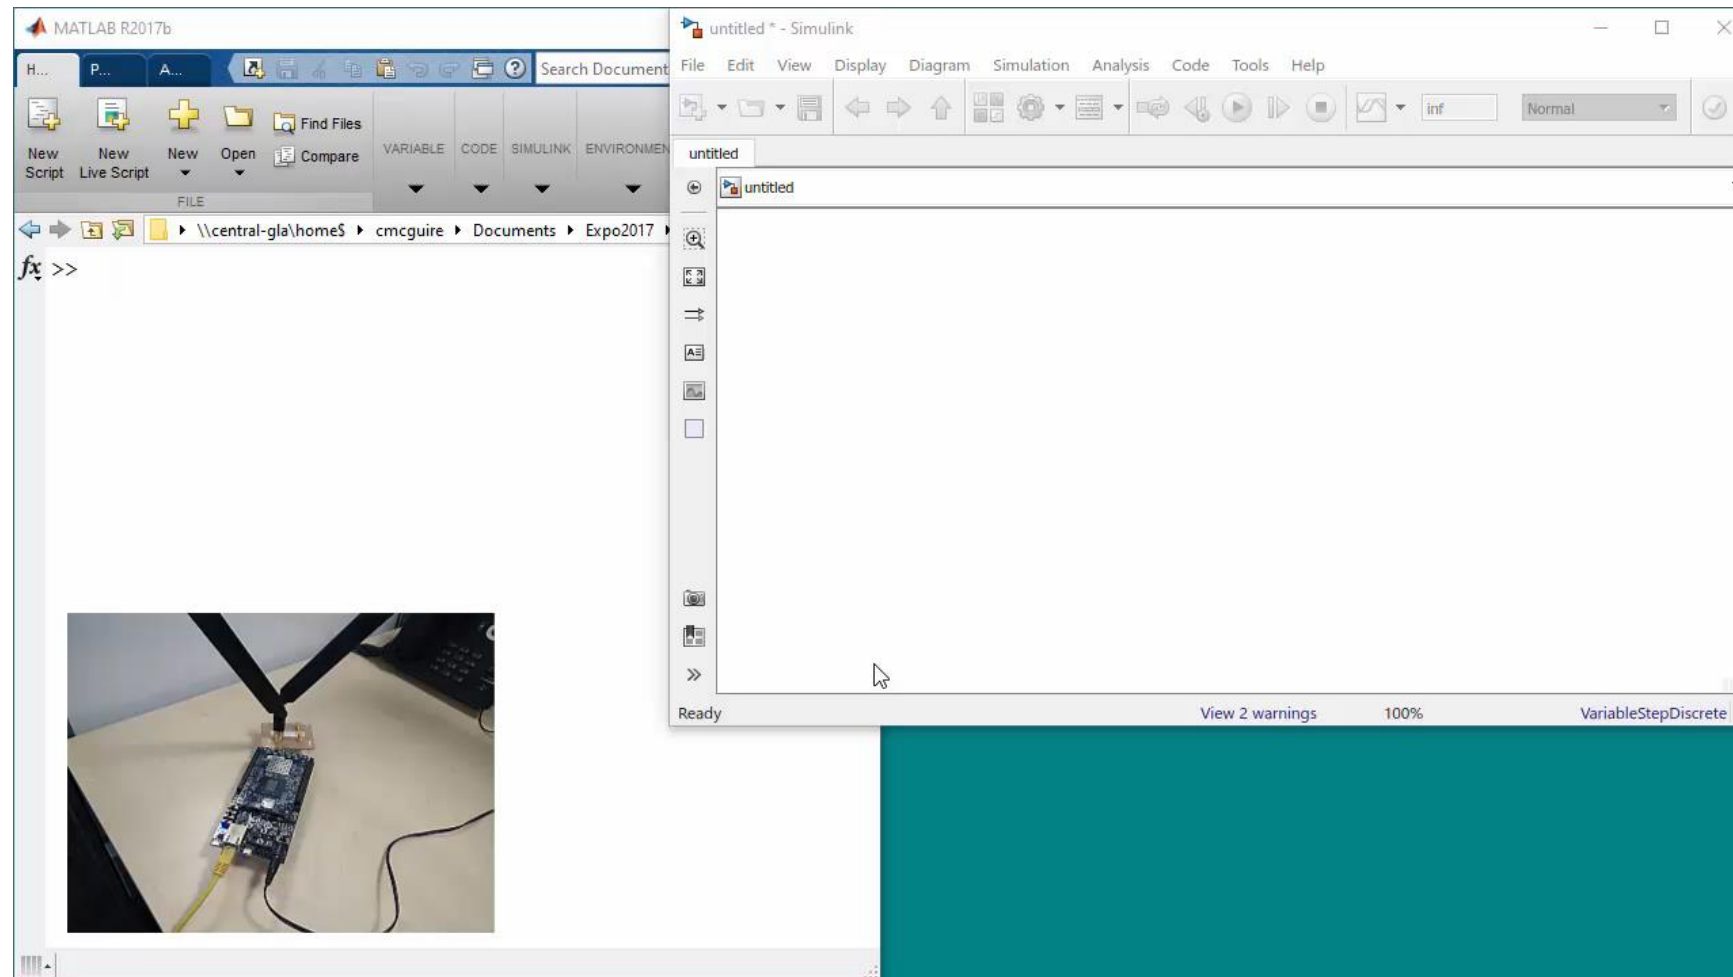 MATLAB R2017b
H... P... A... Search Document
New Script
New Live Script
New
Open
Find Files
Compare
FILE
VARIABLE CODE SIMULINK ENVIRONMEN
\\central-gla\home$ cmcguire Documents Expo2017
fx >>
untitled * - Simulink
File Edit View Display Diagram Simulation Analysis Code Tools Help
inf Normal
untitled
untitled
Ready View 2 warnings 100% VariableStepDiscrete